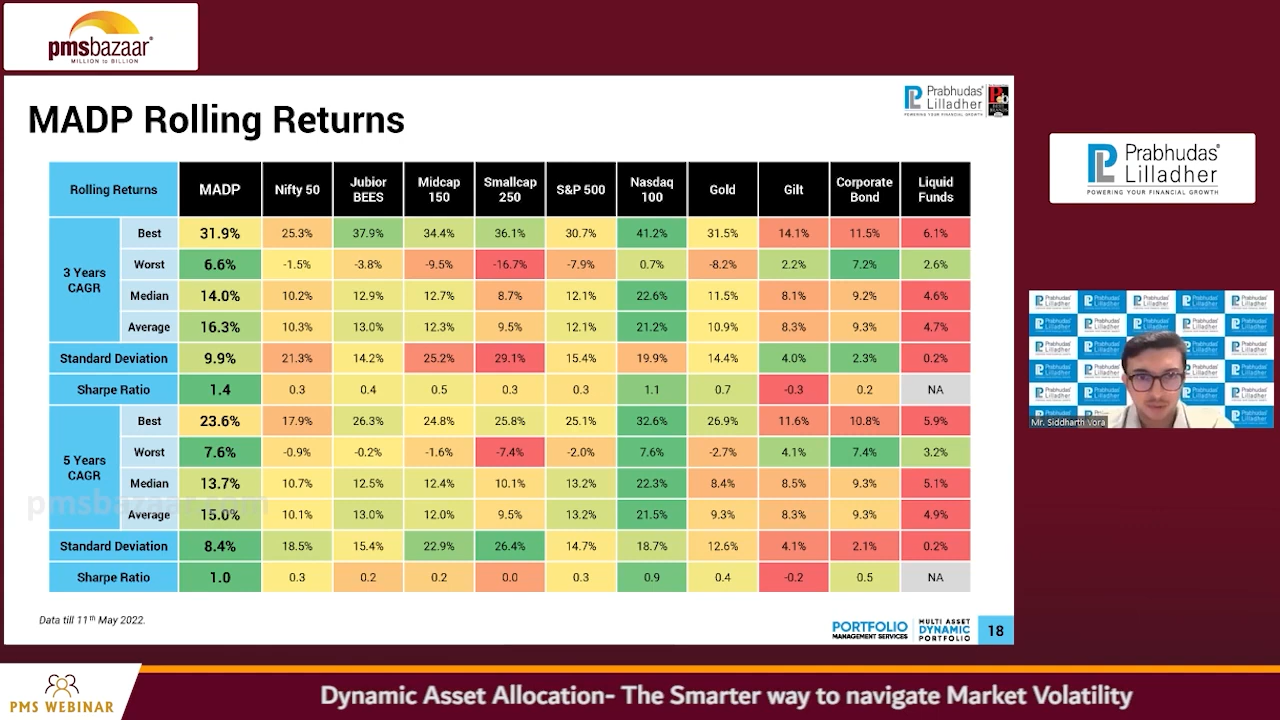 pmsbazaar
MILLION to BILLION
MADP Rolling Returns
Prabhudas Lilladher
POWERING YOUR FINANCIAL GROWTH
Rolling Returns MADP Nifty 50 Jubior BEES Midcap 150 Smallcap 250 S&P 500 Nasdaq 100 Gold Gilt Corporate Bond Liquid Funds
3 Years CAGR
Best 31.9% 25.3% 37.9% 34.4% 36.1% 30.7% 41.2% 31.5% 14.1% 11.5% 6.1%
Worst 6.6% -1.5% -3.8% -9.5% -16.7% -7.9% 0.7% -8.2% 2.2% 7.2% 2.6%
Median 14.0% 10.2% 12.9% 12.7% 8.7% 12.1% 22.6% 11.5% 8.1% 9.2% 4.6%
Average 16.3% 10.3% 13.0% 12.3% 9.5% 12.1% 21.2% 10.9% 8.3% 9.3% 4.7%
Standard Deviation 9.9% 21.3% 25.2% 29.1% 15.4% 19.9% 14.4% 4.0% 2.3% 0.2%
Sharpe Ratio 1.4 0.3 0.4 0.5 0.3 1.1 0.7 -0.3 0.2 NA
5 Years CAGR
Best 23.6% 17.9% 26.3% 24.8% 25.8% 25.1% 32.6% 26.9% 11.6% 10.8% 5.9%
Worst 7.6% -0.9% -0.2% -1.6% -7.4% -2.0% 7.6% -2.7% 4.1% 7.4% 3.2%
Median 13.7% 10.7% 12.5% 12.4% 10.1% 13.2% 22.3% 8.4% 8.5% 9.3% 5.1%
Average 15.0% 10.1% 13.0% 12.0% 9.5% 13.2% 21.5% 9.3% 8.3% 9.3% 4.9%
Standard Deviation 8.4% 18.5% 15.4% 22.9% 26.4% 14.7% 18.7% 12.6% 4.1% 2.1% 0.2%
Sharpe Ratio 1.0 0.3 0.2 0.2 0.0 0.3 0.9 0.4 -0.2 0.5 NA
pmsbazaar.com
Data till 11th May 2022.
PORTFOLIO
MANAGEMENT SERVICES
MULTI ASSET
DYNAMIC
PORTFOLIO
18
Prabhudas
Lilladher
POWERING YOUR FINANCIAL GROWTH
Mr. Siddharth Vora
PMS WEBINAR
Dynamic Asset Allocation- The Smarter way to navigate Market Volatility